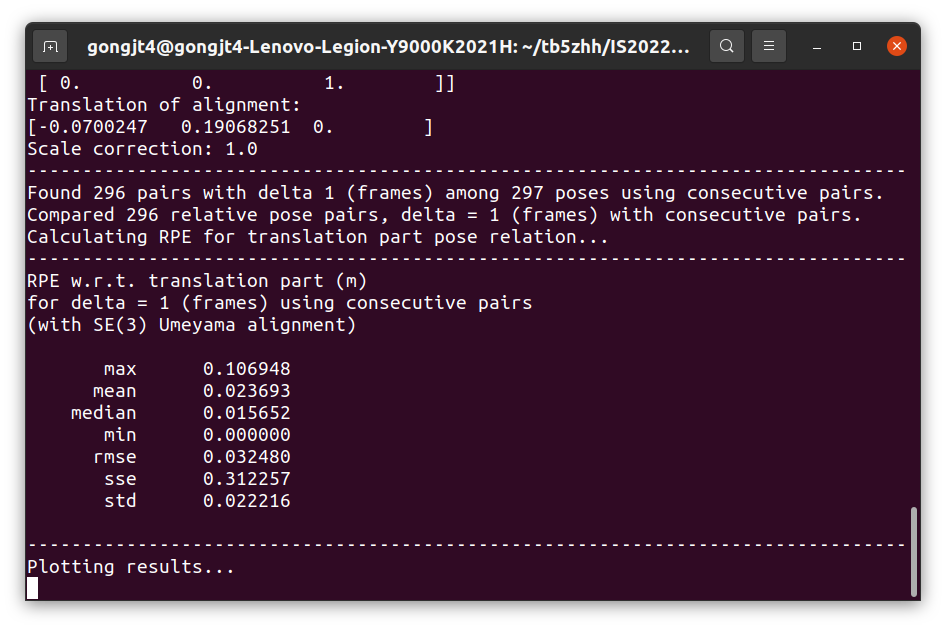 gongjt4@gongjt4-Lenovo-Legion-Y9000K2021H: ~/tb5zhh/IS2022...
 [ 0.          0.          1.        ]]
Translation of alignment:
[-0.0700247   0.19068251  0.        ]
Scale correction: 1.0
--------------------------------------------------------------------------------
Found 296 pairs with delta 1 (frames) among 297 poses using consecutive pairs.
Compared 296 relative pose pairs, delta = 1 (frames) with consecutive pairs.
Calculating RPE for translation part pose relation...
--------------------------------------------------------------------------------
RPE w.r.t. translation part (m)
for delta = 1 (frames) using consecutive pairs
(with SE(3) Umeyama alignment)
       max      0.106948
      mean      0.023693
    median      0.015652
       min      0.000000
      rmse      0.032480
       sse      0.312257
       std      0.022216
--------------------------------------------------------------------------------
Plotting results...